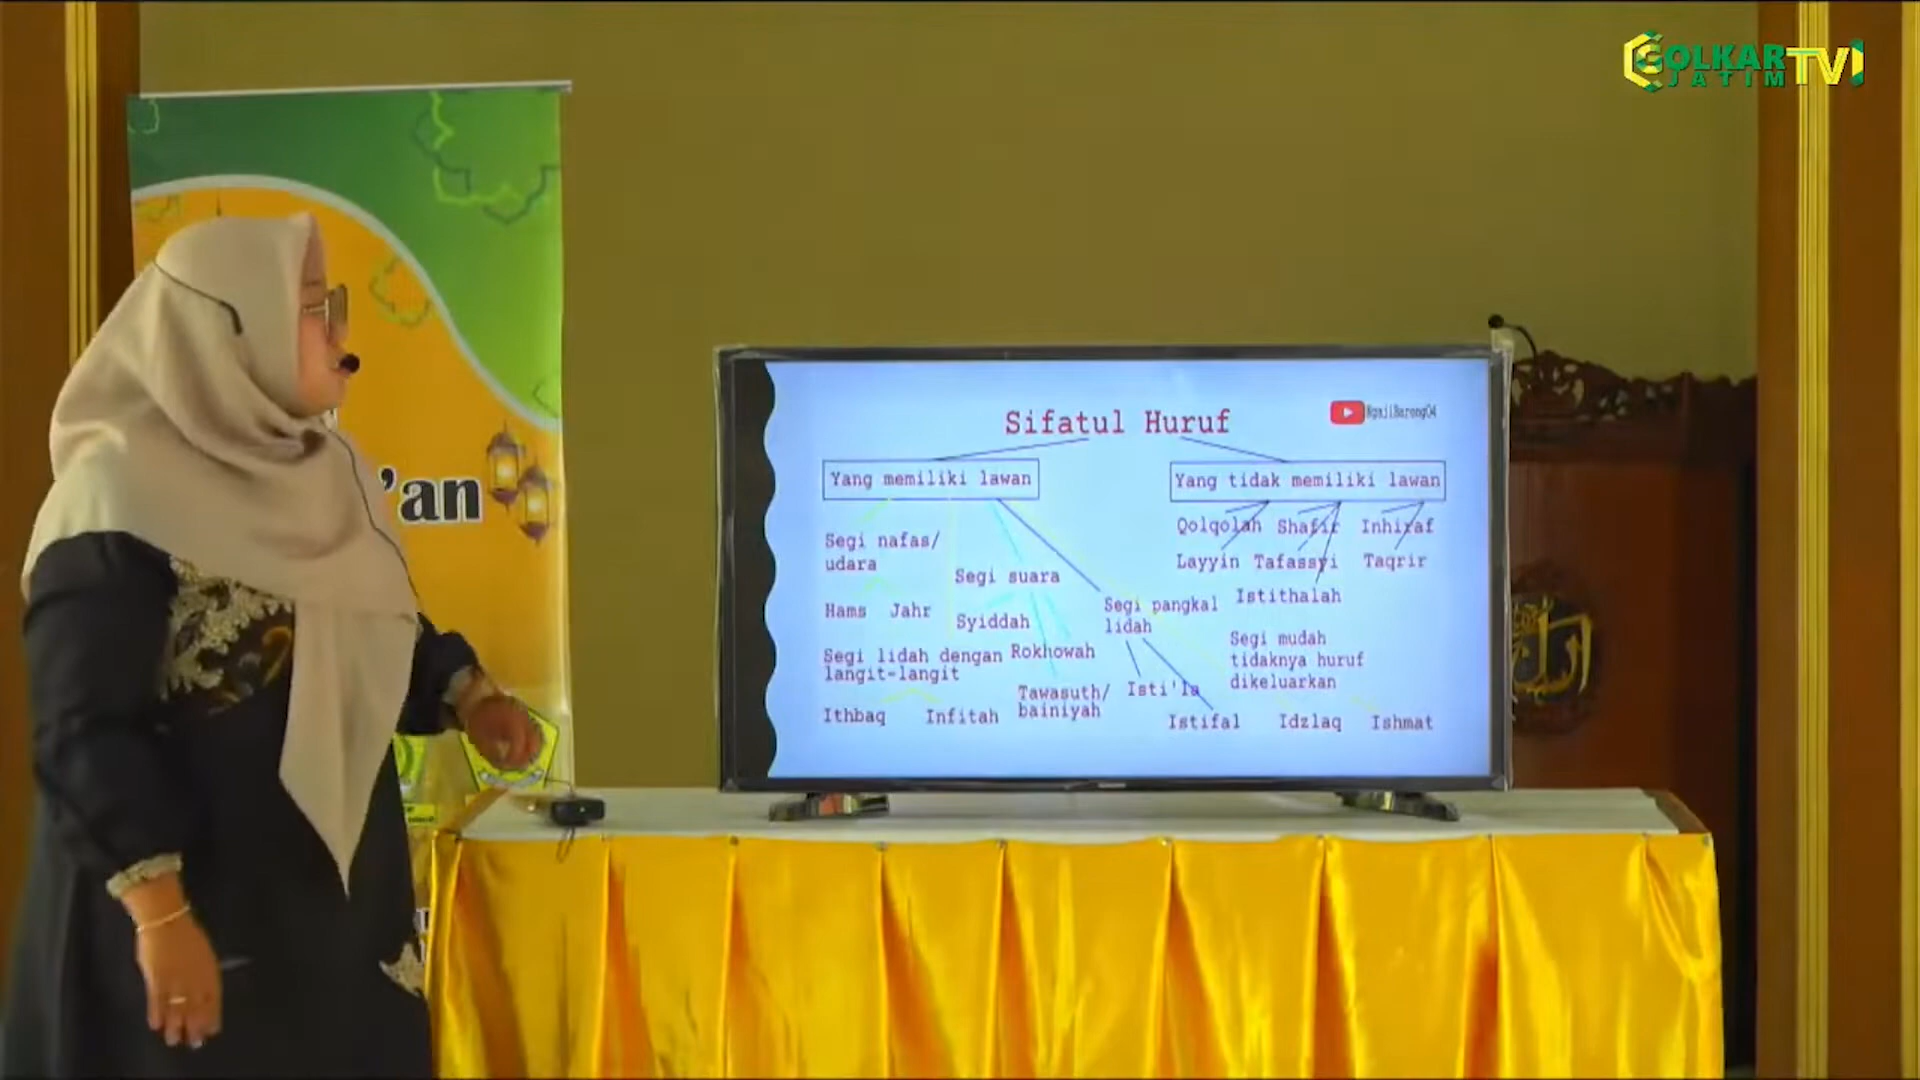 GOLKAR TV
JATIM
'an
Sifatul Huruf
Yang memiliki lawan
Yang tidak memiliki lawan
Qolqolah Shafir Inhiraf
Layyin Tafassyi Taqrir
Istithalah
Segi nafas/
udara
Hams Jahr
Segi suara
Syiddah
Rokhowah
Tawasuth/
bainiyah
Segi pangkal
lidah
Isti'la
Istifal
Segi lidah dengan
langit-langit
Ithbaq Infitah
Segi mudah
tidaknya huruf
dikeluarkan
Idzlaq Ishmat